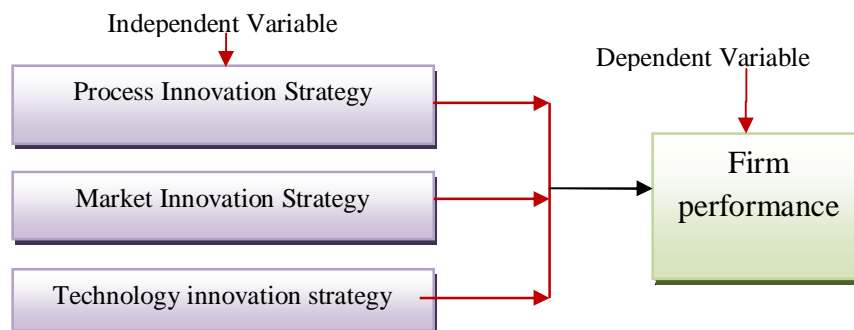 Independent Variable
Dependent Variable
Process Innovation Strategy
Market Innovation Strategy
Firm
performance
Technology innovation strategy